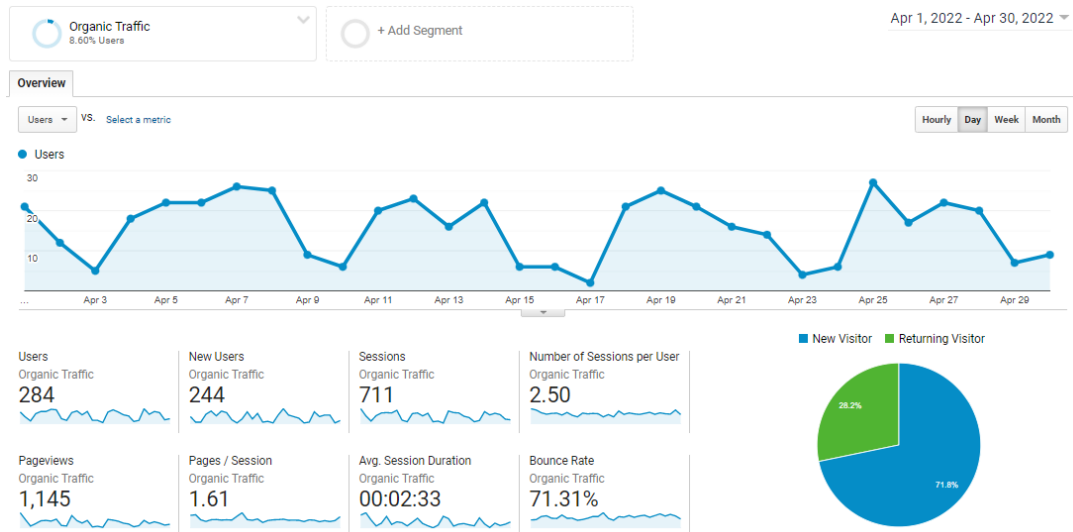 Organic Traffic
8.60% Users
+ Add Segment
Apr 1, 2022 - Apr 30, 2022
Overview
Users VS. Select a metric
Hourly Day Week Month
Users
30
20
10
... Apr 3 Apr 5 Apr 7 Apr 9 Apr 11 Apr 13 Apr 15 Apr 17 Apr 19 Apr 21 Apr 23 Apr 25 Apr 27 Apr 29
New Visitor Returning Visitor
Users
Organic Traffic
284
New Users
Organic Traffic
244
Sessions
Organic Traffic
711
Number of Sessions per User
Organic Traffic
2.50
Pageviews
Organic Traffic
1,145
Pages / Session
Organic Traffic
1.61
Avg. Session Duration
Organic Traffic
00:02:33
Bounce Rate
Organic Traffic
71.31%
28.2%
71.8%